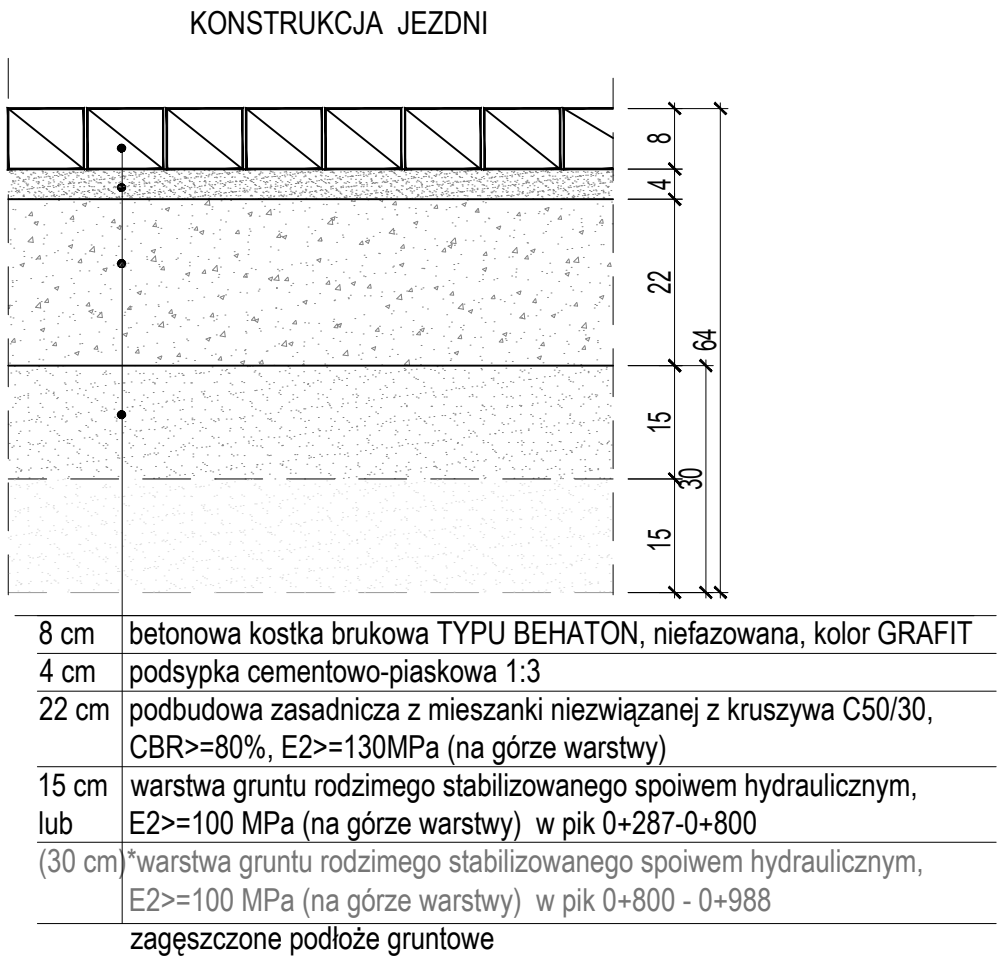 KONSTRUKCJA JEZDNI
8
4
22
64
15
30
15
8 cm betonowa kostka brukowa TYPU BEHATON, niefazowana, kolor GRAFIT
4 cm podsypka cementowo-piaskowa 1:3
22 cm podbudowa zasadnicza z mieszanki niezwiązanej z kruszywa C50/30,
CBR>=80%, E2>=130MPa (na górze warstwy)
15 cm warstwa gruntu rodzimego stabilizowanego spoiwem hydraulicznym,
lub E2>=100 MPa (na górze warstwy) w pik 0+287-0+800
(30 cm)*warstwa gruntu rodzimego stabilizowanego spoiwem hydraulicznym,
E2>=100 MPa (na górze warstwy) w pik 0+800 - 0+988
zagęszczone podłoże gruntowe